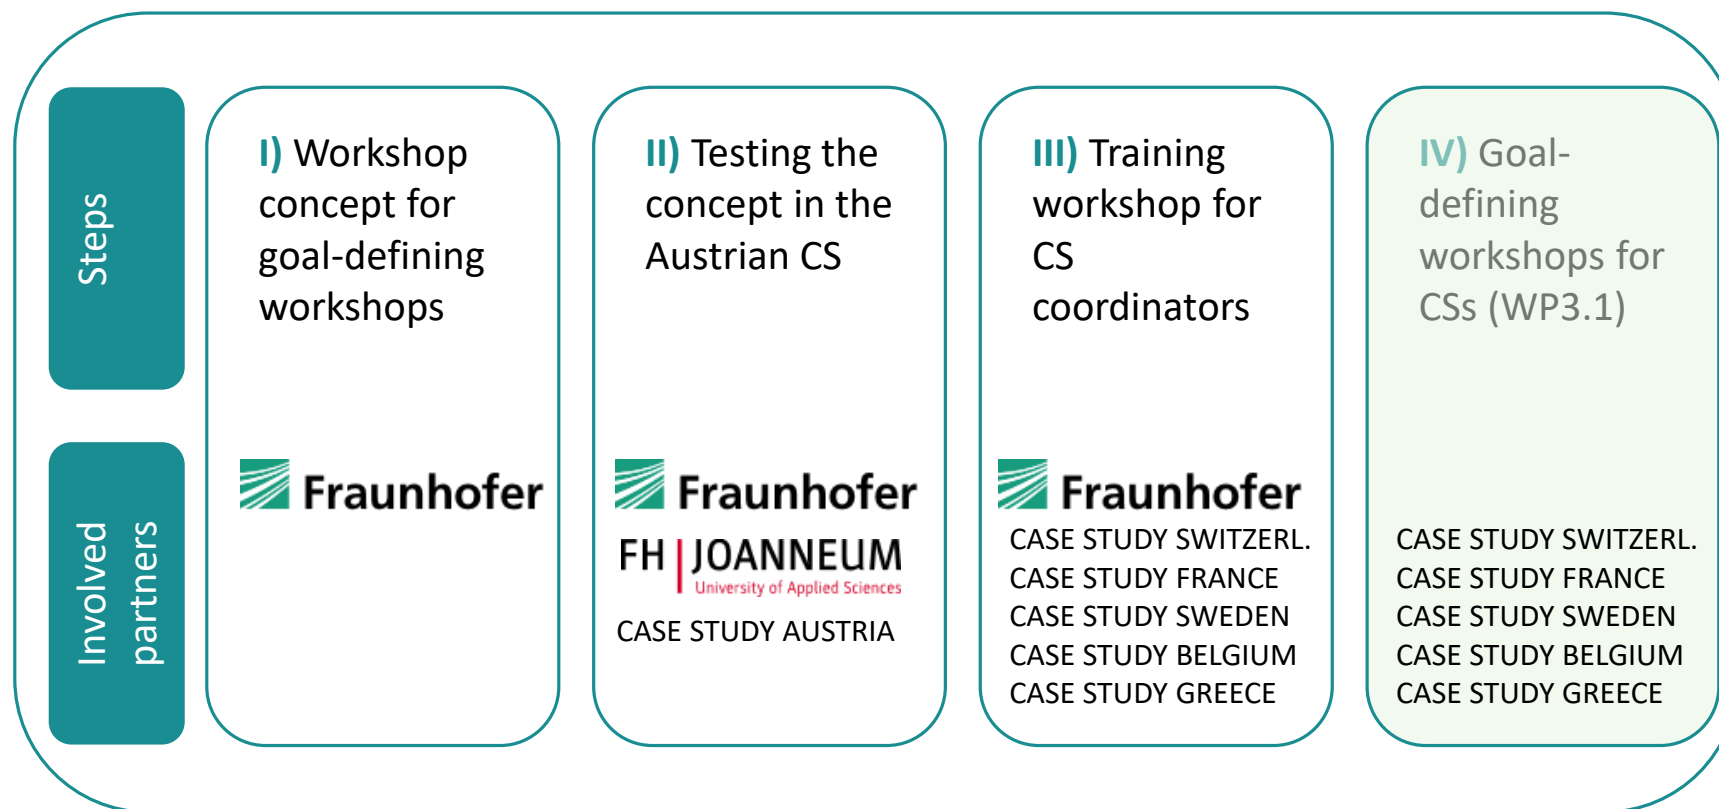 Steps
I) Workshop
concept for
goal-defining
workshops
II) Testing the
concept in the
Austrian CS
III) Training
workshop for
CS
coordinators
IV) Goal-
defining
workshops for
CSs (WP3.1)
Involved
partners
Fraunhofer
Fraunhofer
FH | JOANNEUM
University of Applied Sciences
CASE STUDY AUSTRIA
Fraunhofer
CASE STUDY SWITZERL.
CASE STUDY FRANCE
CASE STUDY SWEDEN
CASE STUDY BELGIUM
CASE STUDY GREECE
CASE STUDY SWITZERL.
CASE STUDY FRANCE
CASE STUDY SWEDEN
CASE STUDY BELGIUM
CASE STUDY GREECE